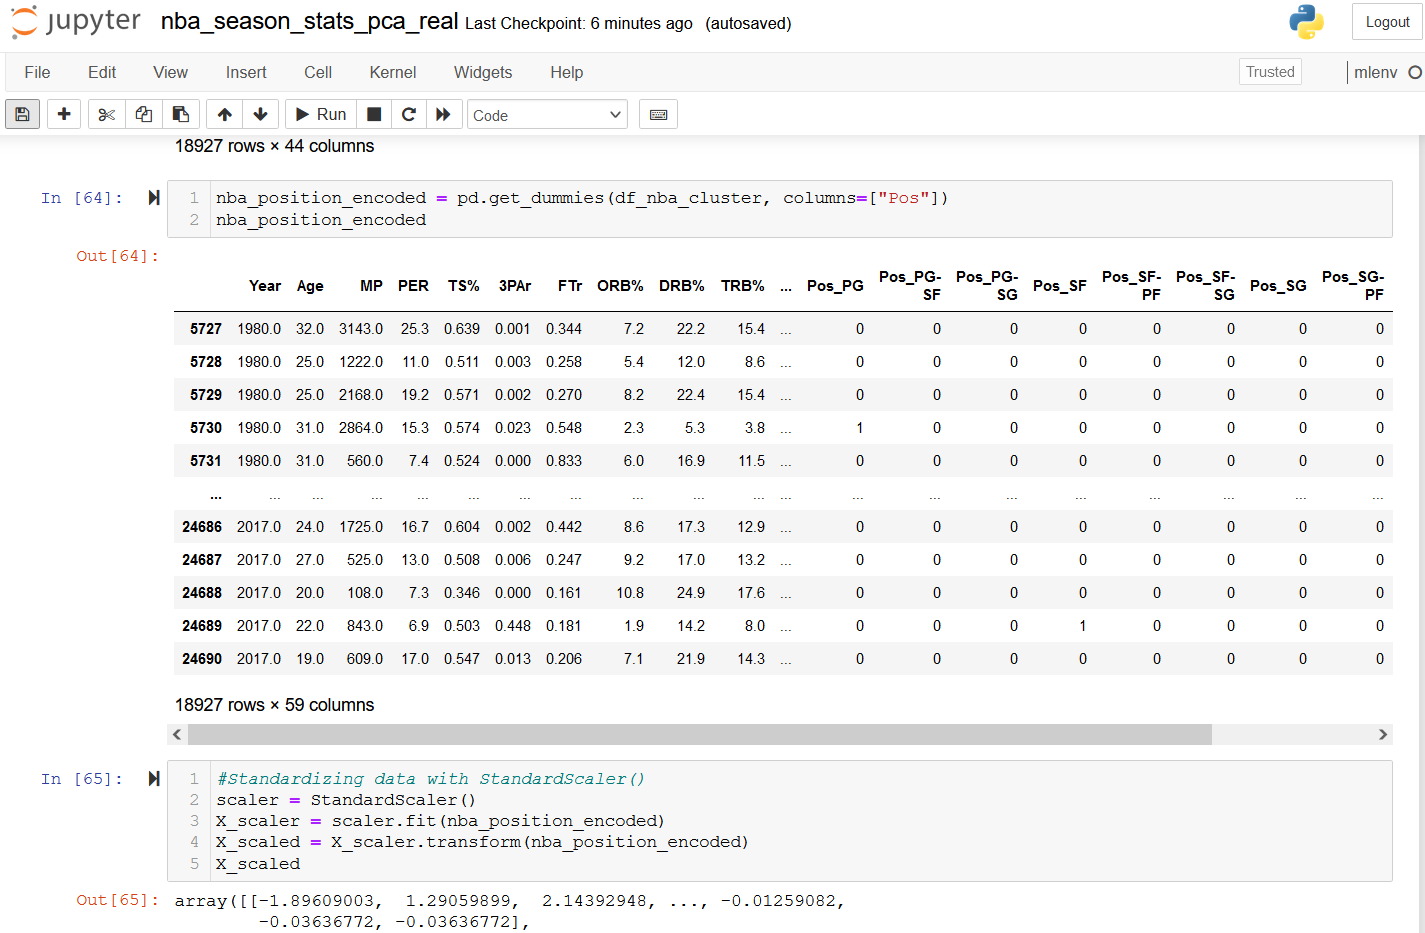 jupyter nba_season_stats_pca_real Last Checkpoint: 6 minutes ago (autosaved) Logout
File Edit View Insert Cell Kernel Widgets Help Trusted mlenv
Run Code
18927 rows × 44 columns
In [64]: 1 nba_position_encoded = pd.get_dummies(df_nba_cluster, columns=["Pos"])
2 nba_position_encoded
Out[64]:
Year Age MP PER TS% 3PAr FTr ORB% DRB% TRB% ... Pos_PG Pos_PG-SF Pos_PG-SG Pos_SF Pos_SF-PF Pos_SF-SG Pos_SG Pos_SG-PF
5727 1980.0 32.0 3143.0 25.3 0.639 0.001 0.344 7.2 22.2 15.4 ... 0 0 0 0 0 0 0 0
5728 1980.0 25.0 1222.0 11.0 0.511 0.003 0.258 5.4 12.0 8.6 ... 0 0 0 0 0 0 0 0
5729 1980.0 25.0 2168.0 19.2 0.571 0.002 0.270 8.2 22.4 15.4 ... 0 0 0 0 0 0 0 0
5730 1980.0 31.0 2864.0 15.3 0.574 0.023 0.548 2.3 5.3 3.8 ... 1 0 0 0 0 0 0 0
5731 1980.0 31.0 560.0 7.4 0.524 0.000 0.833 6.0 16.9 11.5 ... 0 0 0 0 0 0 0 0
... ... ... ... ... ... ... ... ... ... ... ... ... ... ... ... ... ... ... ...
24686 2017.0 24.0 1725.0 16.7 0.604 0.002 0.442 8.6 17.3 12.9 ... 0 0 0 0 0 0 0 0
24687 2017.0 27.0 525.0 13.0 0.508 0.006 0.247 9.2 17.0 13.2 ... 0 0 0 0 0 0 0 0
24688 2017.0 20.0 108.0 7.3 0.346 0.000 0.161 10.8 24.9 17.6 ... 0 0 0 0 0 0 0 0
24689 2017.0 22.0 843.0 6.9 0.503 0.448 0.181 1.9 14.2 8.0 ... 0 0 0 1 0 0 0 0
24690 2017.0 19.0 609.0 17.0 0.547 0.013 0.206 7.1 21.9 14.3 ... 0 0 0 0 0 0 0 0
18927 rows × 59 columns
In [65]: 1 #Standardizing data with StandardScaler()
2 scaler = StandardScaler()
3 X_scaler = scaler.fit(nba_position_encoded)
4 X_scaled = X_scaler.transform(nba_position_encoded)
5 X_scaled
Out[65]: array([[-1.89609003, 1.29059899, 2.14392948, ..., -0.01259082,
-0.03636772, -0.03636772],